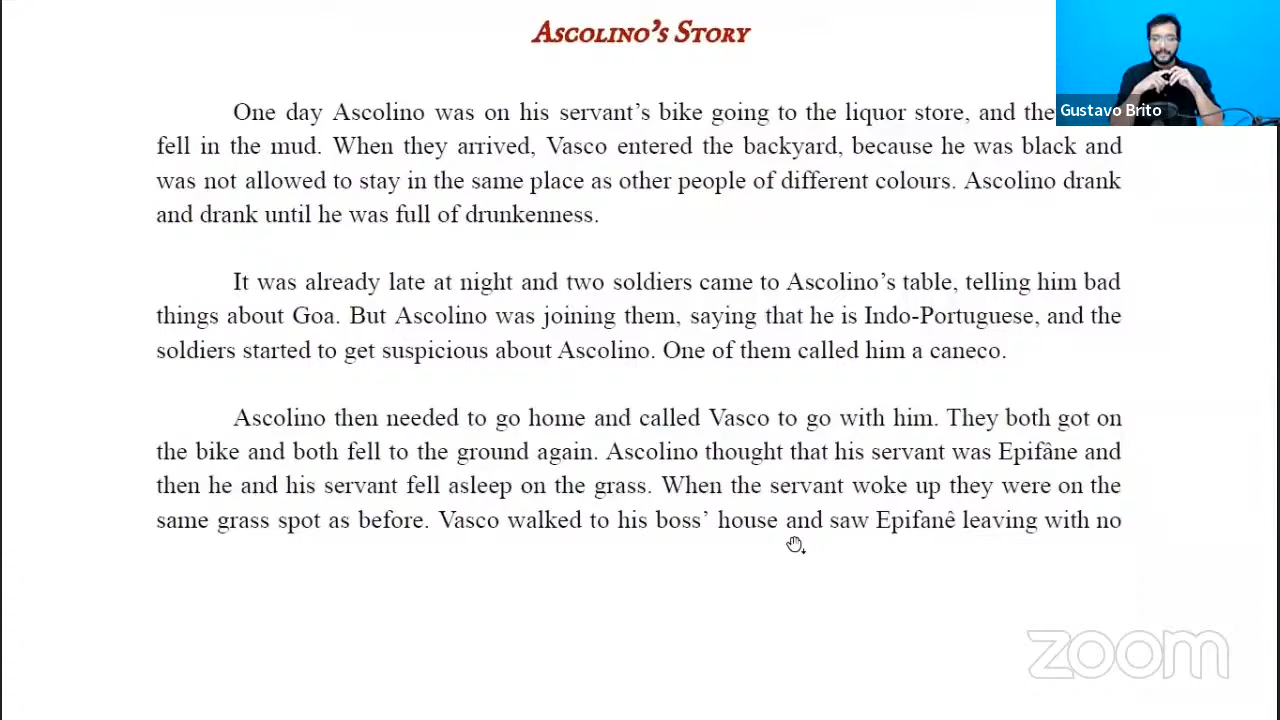 Ascolino's Story
One day Ascolino was on his servant's bike going to the liquor store, and the
Gustavo Brito
fell in the mud. When they arrived, Vasco entered the backyard, because he was black and
was not allowed to stay in the same place as other people of different colours. Ascolino drank
and drank until he was full of drunkenness.
It was already late at night and two soldiers came to Ascolino's table, telling him bad
things about Goa. But Ascolino was joining them, saying that he is Indo-Portuguese, and the
soldiers started to get suspicious about Ascolino. One of them called him a caneco.
Ascolino then needed to go home and called Vasco to go with him. They both got on
the bike and both fell to the ground again. Ascolino thought that his servant was Epifâne and
then he and his servant fell asleep on the grass. When the servant woke up they were on the
same grass spot as before. Vasco walked to his boss' house and saw Epifanê leaving with no
zoom